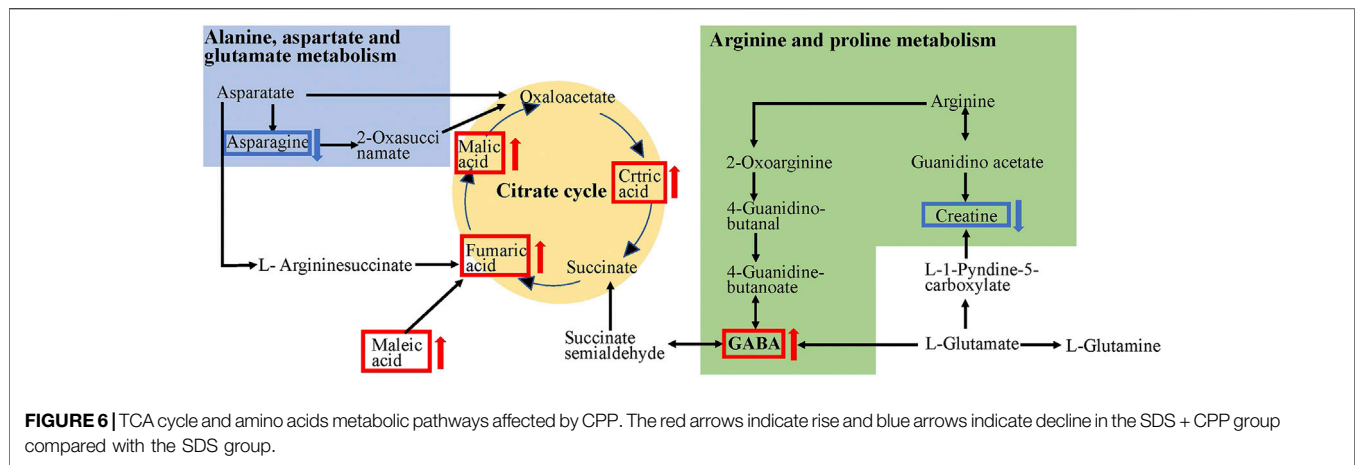 Alanine, aspartate and
glutamate metabolism
Asparatate
Asparagine
2-Oxasucci
namate
Oxaloacetate
Malic
acid
Crtric
acid
Citrate cycle
Fumaric
acid
Succinate
L- Argininesuccinate
Maleic
acid
Succinate
semialdehyde
Arginine and proline metabolism
Arginine
2-Oxoarginine
Guanidino acetate
4-Guanidino-
butanal
Creatine
4-Guanidine-
butanoate
L-1-Pyndine-5-
carboxylate
GABA
L-Glutamate
L-Glutamine
FIGURE 6 | TCA cycle and amino acids metabolic pathways affected by CPP. The red arrows indicate rise and blue arrows indicate decline in the SDS + CPP group
compared with the SDS group.